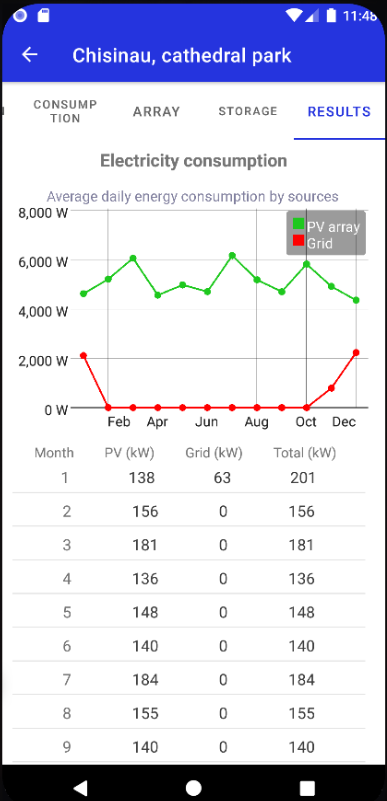 11:48
Chisinau, cathedral park
CONSUMP
TION
ARRAY
STORAGE
RESULTS
Electricity consumption
Average daily energy consumption by sources
8,000 W
6,000 W
4,000 W
2,000 W
0 W
PV array
Grid
Feb Apr Jun Aug Oct Dec
Month PV (kW) Grid (kW) Total (kW)
1 138 63 201
2 156 0 156
3 181 0 181
4 136 0 136
5 148 0 148
6 140 0 140
7 184 0 184
8 155 0 155
9 140 0 140